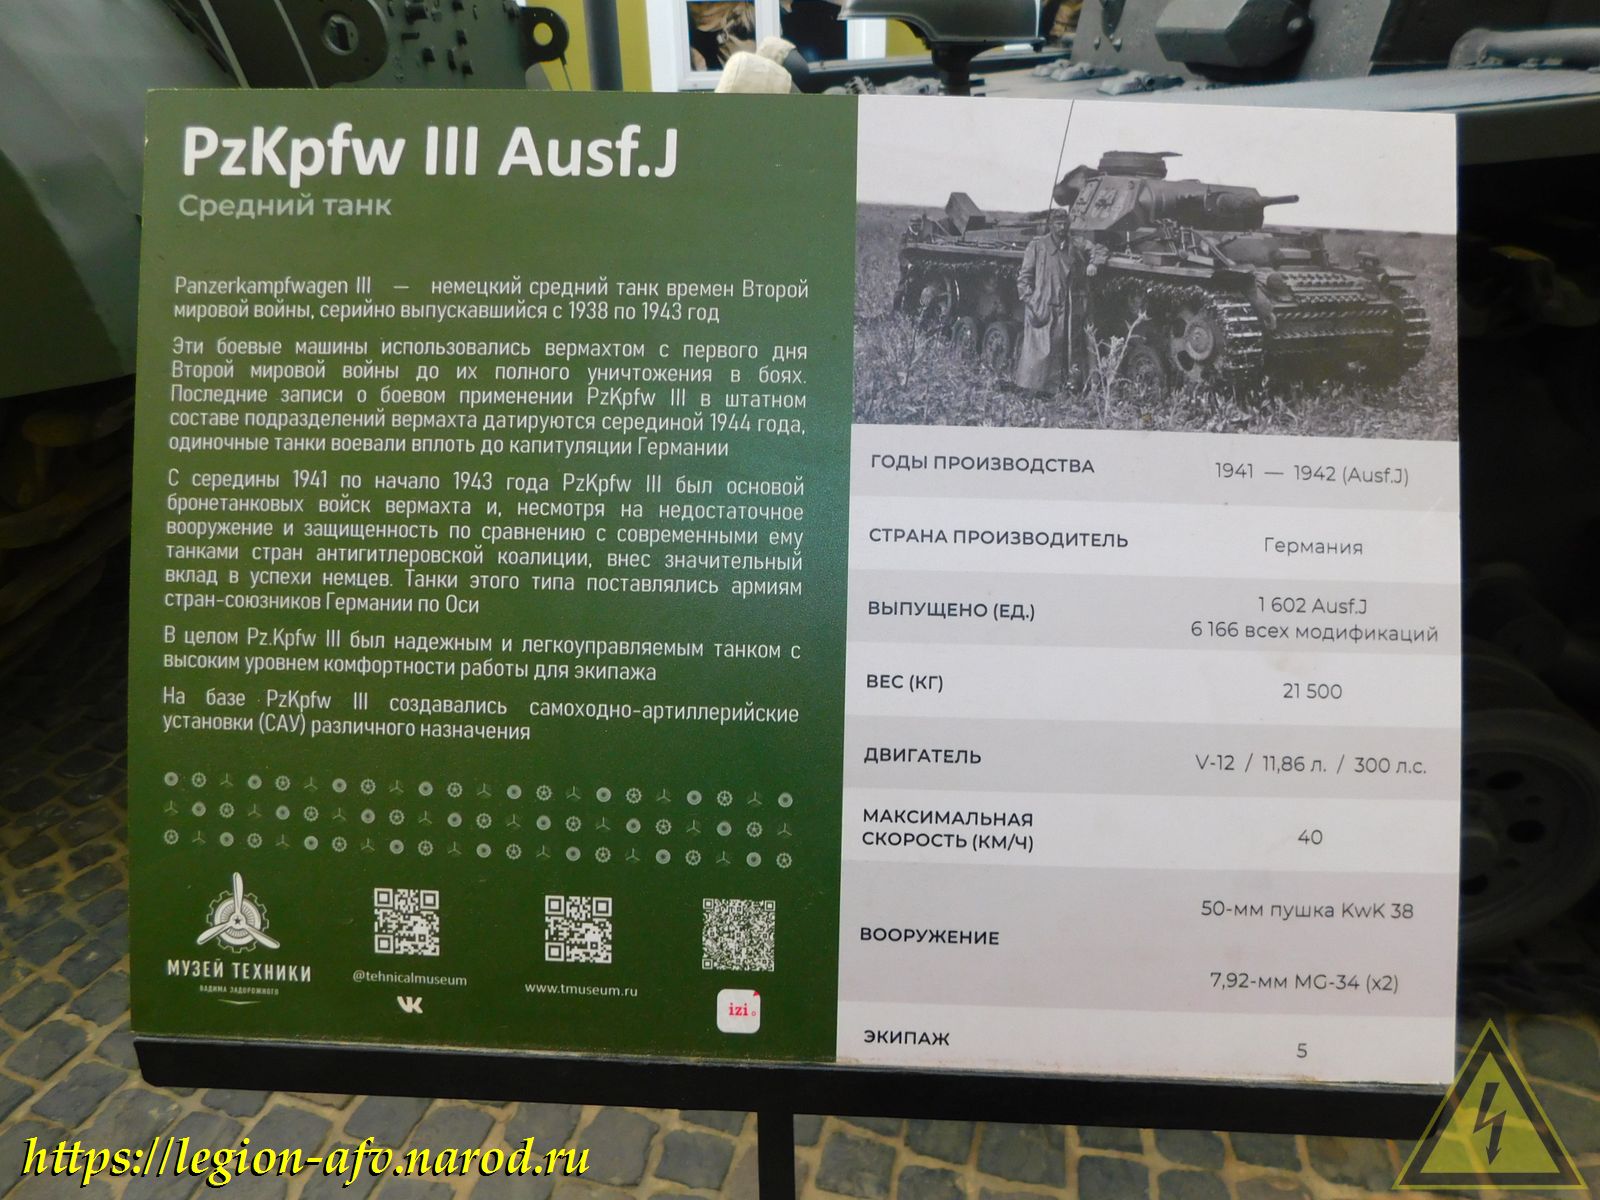 PzKpfw III Ausf.J
Средний танк
Panzerkampfwagen III — немецкий средний танк времен Второй
мировой войны, серийно выпускавшийся с 1938 по 1943 год
Эти боевые машины использовались вермахтом с первого дня
Второй мировой войны до их полного уничтожения в боях.
Последние записи о боевом применении PzKpfw III в штатном
составе подразделений вермахта датируются серединой 1944 года,
одиночные танки воевали вплоть до капитуляции Германии
С середины 1941 по начало 1943 года PzKpfw III был основой
бронетанковых войск вермахта и, несмотря на недостаточное
вооружение и защищенность по сравнению с современными ему
танками стран антигитлеровской коалиции, внес значительный
вклад в успехи немцев. Танки этого типа поставлялись армиям
стран-союзников Германии по Оси
В целом Pz.Kpfw III был надежным и легкоуправляемым танком с
высоким уровнем комфортности работы для экипажа
На базе PzKpfw III создавались самоходно-артиллерийские
установки (САУ) различного назначения
МУЗЕЙ ТЕХНИКИ
ВАДИМА ЗАДОРОЖНОГО
@tehnicalmuseum
www.tmuseum.ru
izi
ГОДЫ ПРОИЗВОДСТВА
1941 — 1942 (Ausf.J)
СТРАНА ПРОИЗВОДИТЕЛЬ
Германия
ВЫПУЩЕНО (ЕД.)
1 602 Ausf.J
6 166 всех модификаций
ВЕС (КГ)
21 500
ДВИГАТЕЛЬ
V-12 / 11,86 л. / 300 л.с.
МАКСИМАЛЬНАЯ
СКОРОСТЬ (КМ/Ч)
40
ВООРУЖЕНИЕ
50-мм пушка KwK 38
7,92-мм MG-34 (x2)
ЭКИПАЖ
5
https://legion-afv.narod.ru